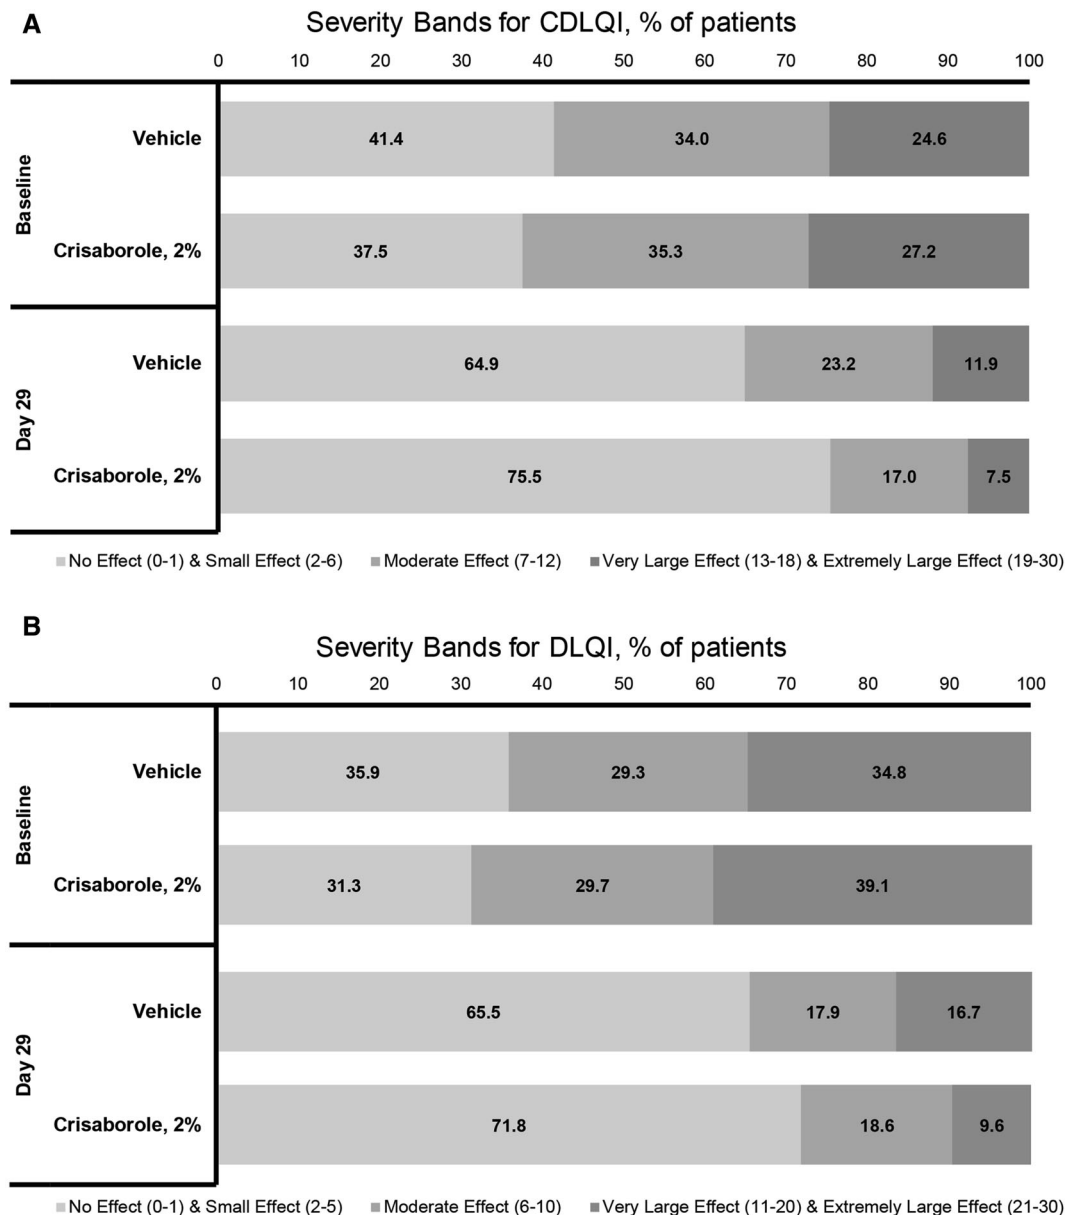 A
Severity Bands for CDLQI, % of patients
0 10 20 30 40 50 60 70 80 90 100
Baseline
Vehicle 41.4 34.0 24.6
Crisaborole, 2% 37.5 35.3 27.2
Day 29
Vehicle 64.9 23.2 11.9
Crisaborole, 2% 75.5 17.0 7.5
No Effect (0-1) & Small Effect (2-6) Moderate Effect (7-12) Very Large Effect (13-18) & Extremely Large Effect (19-30)
B
Severity Bands for DLQI, % of patients
0 10 20 30 40 50 60 70 80 90 100
Baseline
Vehicle 35.9 29.3 34.8
Crisaborole, 2% 31.3 29.7 39.1
Day 29
Vehicle 65.5 17.9 16.7
Crisaborole, 2% 71.8 18.6 9.6
No Effect (0-1) & Small Effect (2-5) Moderate Effect (6-10) Very Large Effect (11-20) & Extremely Large Effect (21-30)